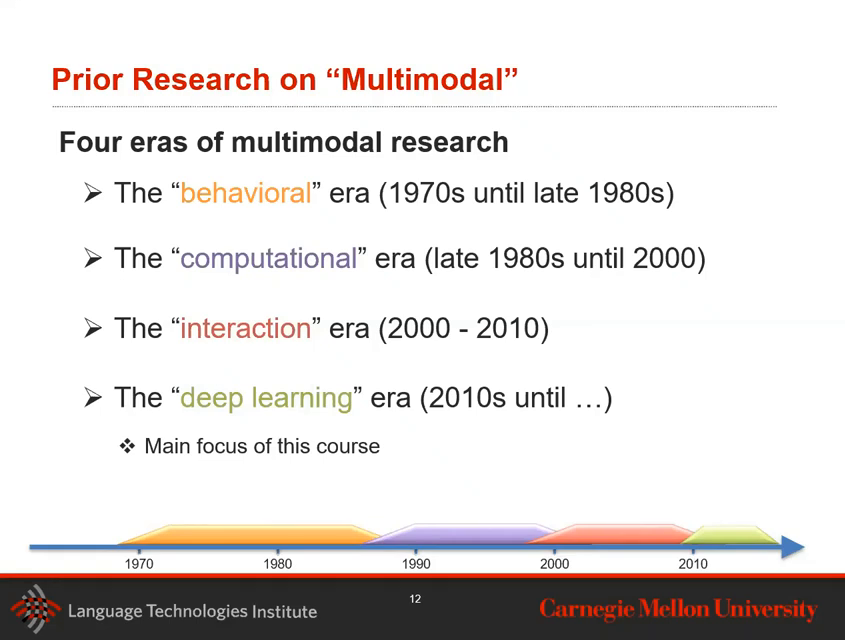 Prior Research on “Multimodal”
Four eras of multimodal research
➢ The “behavioral” era (1970s until late 1980s)
➢ The “computational” era (late 1980s until 2000)
➢ The “interaction” era (2000 - 2010)
➢ The “deep learning” era (2010s until …)
❖ Main focus of this course
1970 1980 1990 2000 2010
Language Technologies Institute
12
Carnegie Mellon University